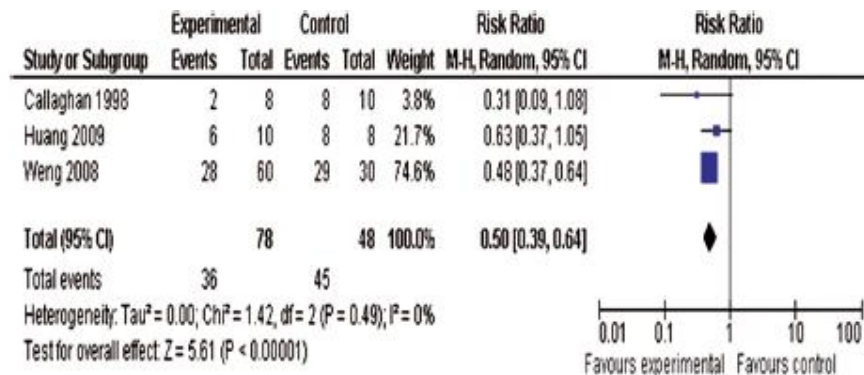 Experimental Control Risk Ratio Risk Ratio
Study or Subgroup Events Total Events Total Weight M-H, Random, 95% CI M-H, Random, 95% CI
Callaghan 1998 2 8 8 10 3.8% 0.31 [0.09, 1.08]
Huang 2009 6 10 8 8 21.7% 0.63 [0.37, 1.05]
Weng 2008 28 60 29 30 74.6% 0.48 [0.37, 0.64]
Total (95% CI) 78 48 100.0% 0.50 [0.39, 0.64]
Total events 36 45
Heterogeneity: Tau² = 0.00; Chi² = 1.42, df = 2 (P = 0.49); I² = 0%
Test for overall effect: Z = 5.61 (P < 0.00001)
0.01 0.1 1 10 100
Favours experimental Favours control